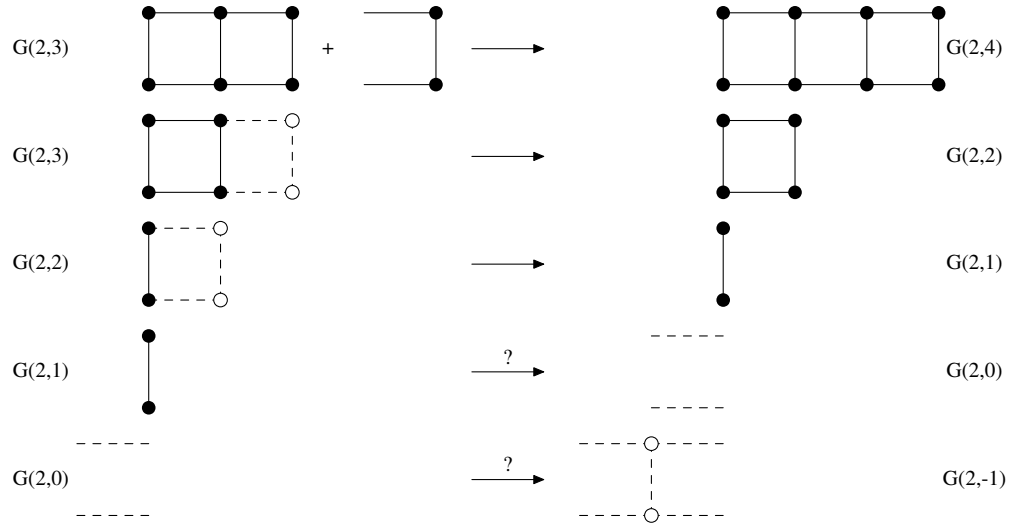 G(2,3) + G(2,4)
G(2,3) G(2,2)
G(2,2) G(2,1)
G(2,1) ? G(2,0)
G(2,0) ? G(2,-1)